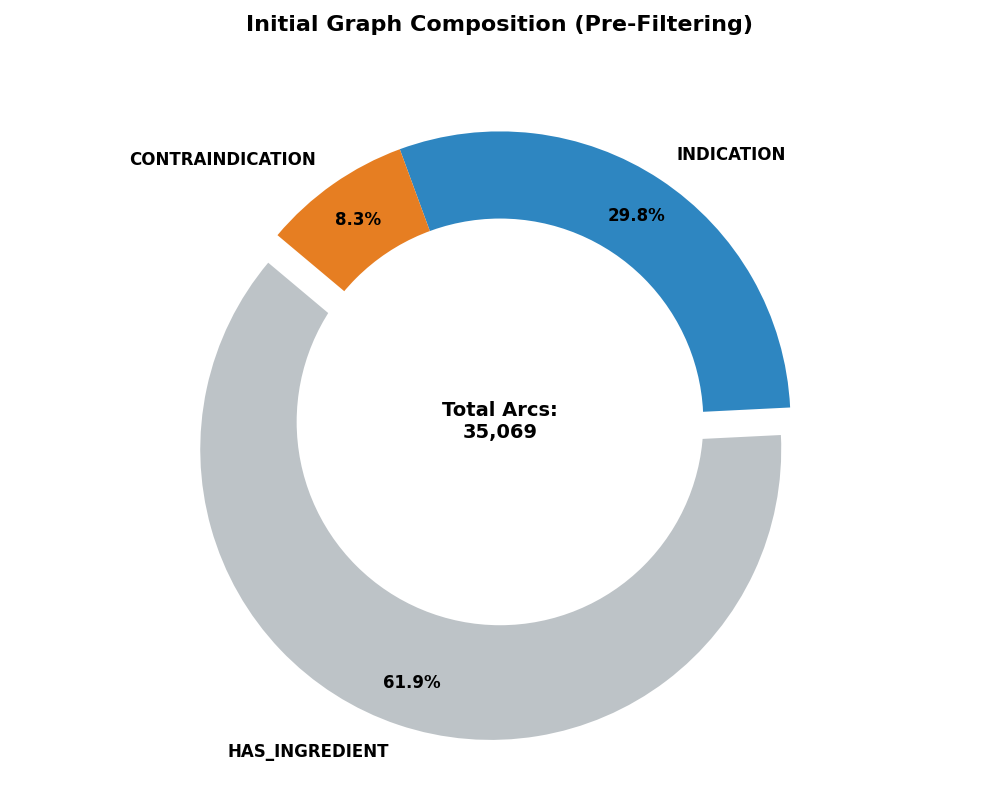 Initial Graph Composition (Pre-Filtering)
CONTRAINDICATION
INDICATION
8.3%
29.8%
Total Arcs:
35,069
61.9%
HAS_INGREDIENT